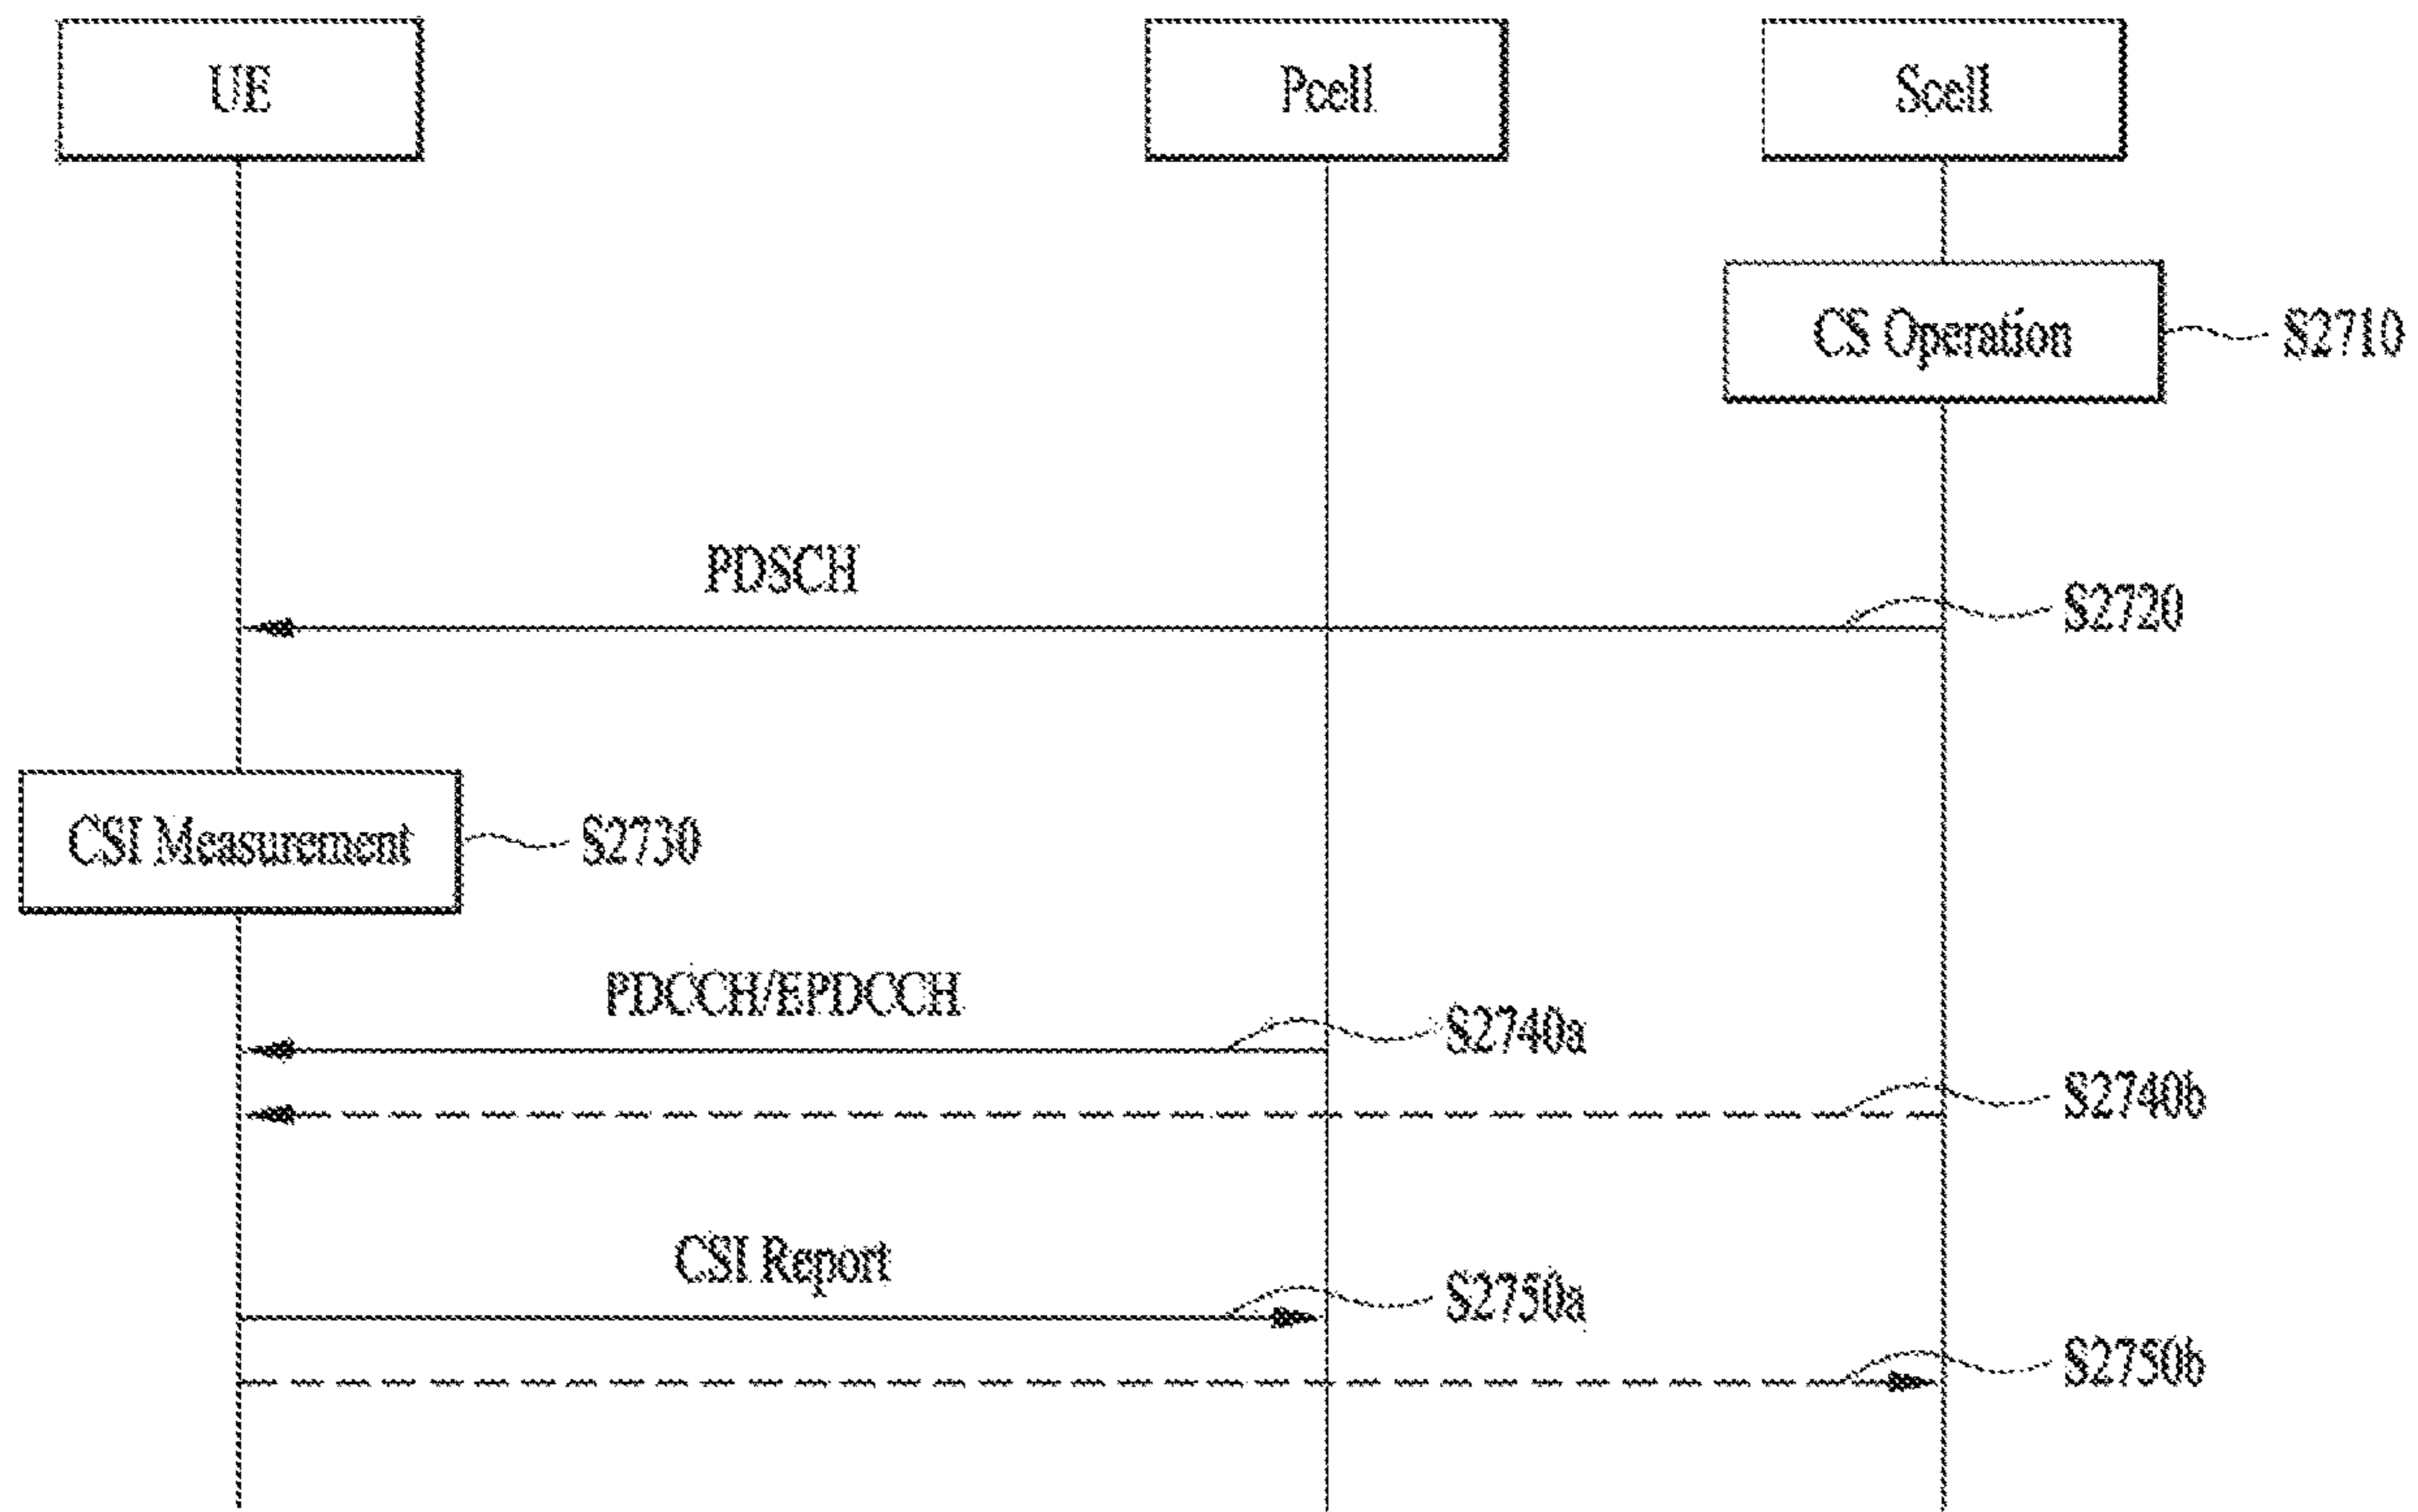 UE
Pcell
Scell
CS Operation
S2710
PDSCH
S2720
CSI Measurement
S2730
PDCCH/EPDCCH
S2740a
S2740b
CSI Report
S2750a
S2750b